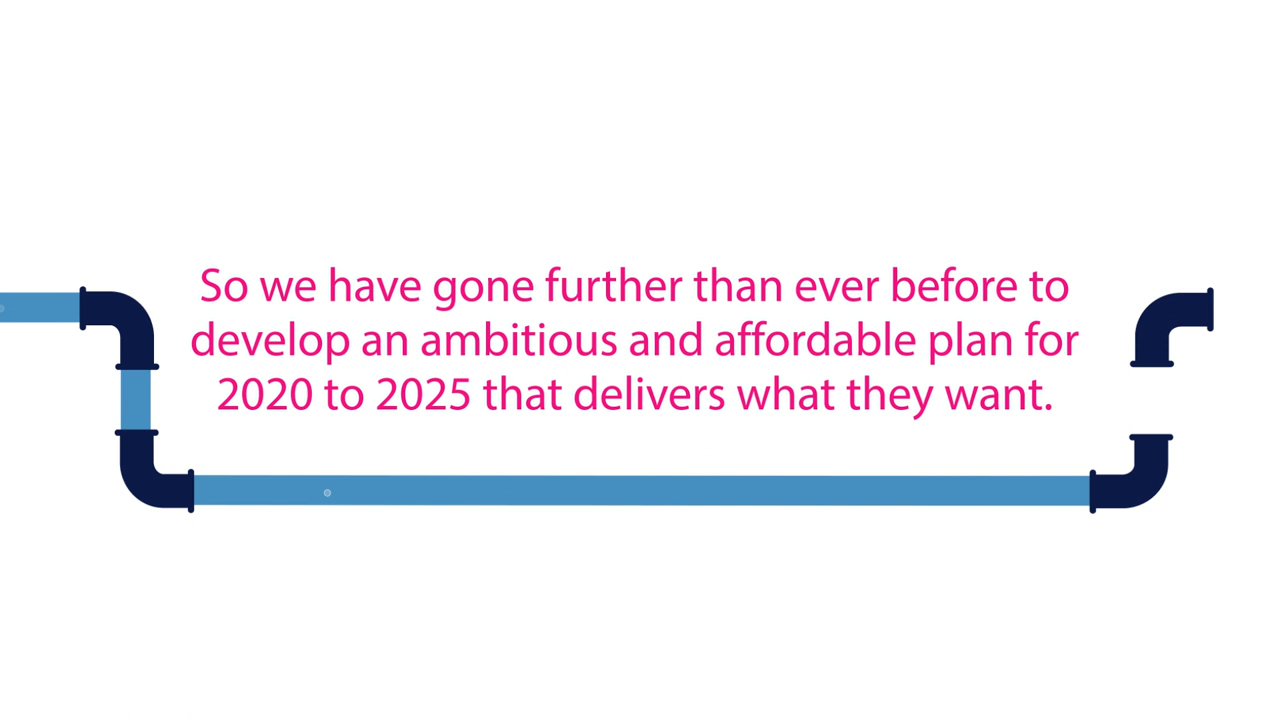 So we have gone further than ever before to
develop an ambitious and affordable plan for
2020 to 2025 that delivers what they want.